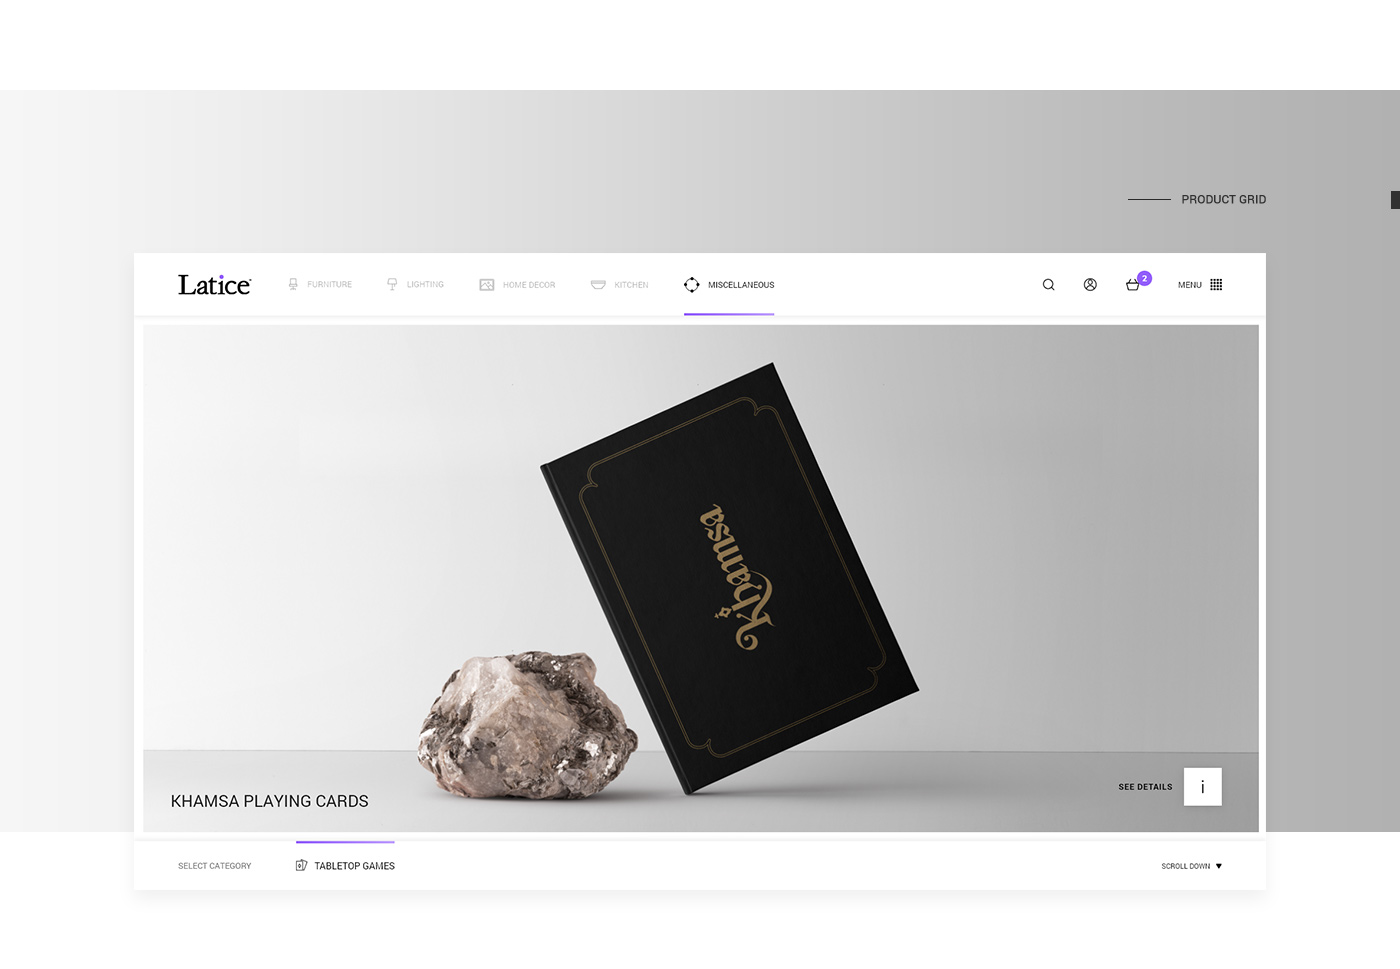 PRODUCT GRID
Latice
FURNITURE
LIGHTING
HOME DECOR
KITCHEN
MISCELLANEOUS
2
MENU
Khamsa
KHAMSA PLAYING CARDS
SEE DETAILS
i
SELECT CATEGORY
TABLETOP GAMES
SCROLL DOWN